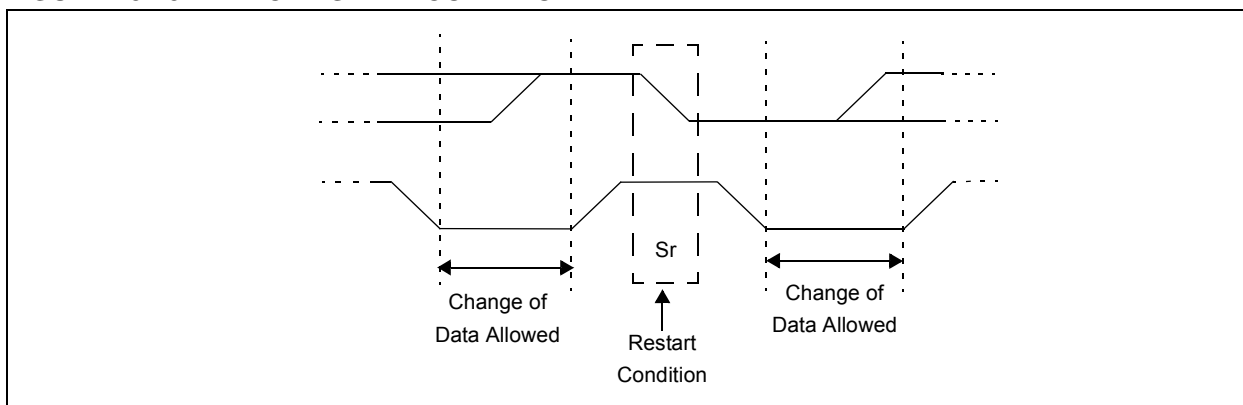 Sr
Change of
Data Allowed
Restart
Condition
Change of
Data Allowed